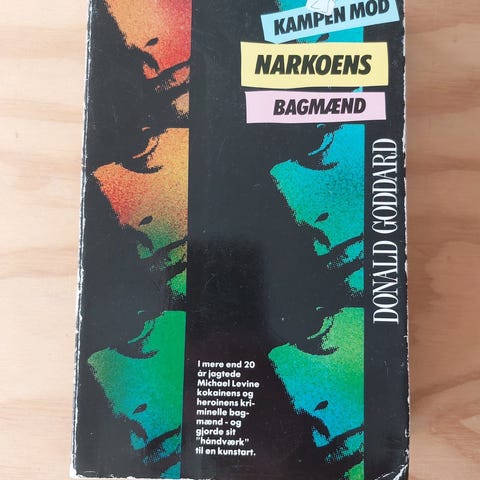 KAMPEN MOD
NARKOENS
BAGMÆND
DONALD GODDARD
I mere end 20
år jagtede
Michael Levine
kokainens og
heroinens kri-
minelle bag-
mænd - og
gjorde sit
"håndværk"
til en kunstart.